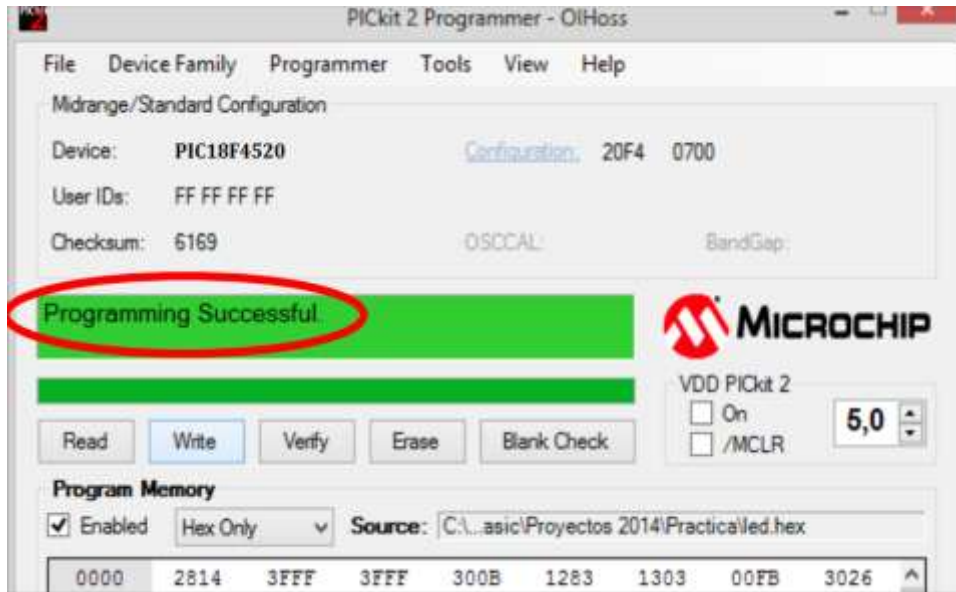 PICkit 2 Programmer - OlHoss
File Device Family Programmer Tools View Help
Midrange/Standard Configuration
Device: PIC18F4520 Configuration: 20F4 0700
User IDs: FF FF FF FF
Checksum: 6169 OSCCAL: BandGap:
Programming Successful.
MICROCHIP
VDD PICkit 2
On
/MCLR
5,0
Read Write Verify Erase Blank Check
Program Memory
Enabled Hex Only Source: C:\...asic\Proyectos 2014\Practica\led.hex
0000 2814 3FFF 3FFF 300B 1283 1303 00FB 3026